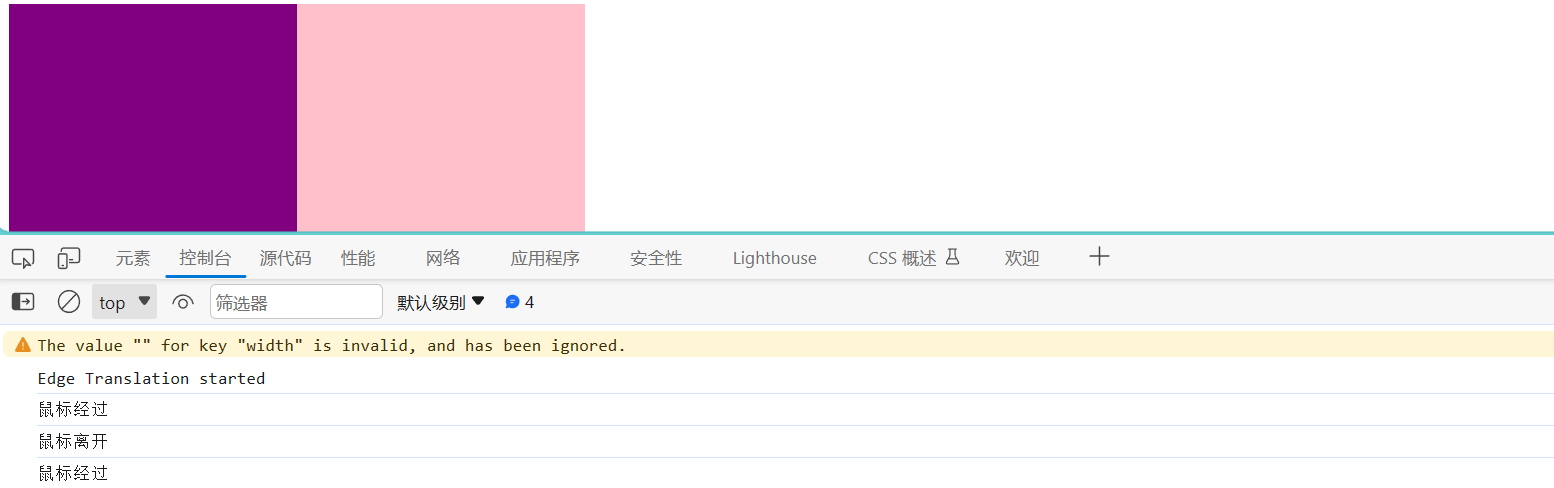 元素 控制台 源代码 性能 网络 应用程序 安全性 Lighthouse CSS 概述 欢迎
top 筛选器 默认级别 4
The value "" for key "width" is invalid, and has been ignored.
Edge Translation started
鼠标经过
鼠标离开
鼠标经过